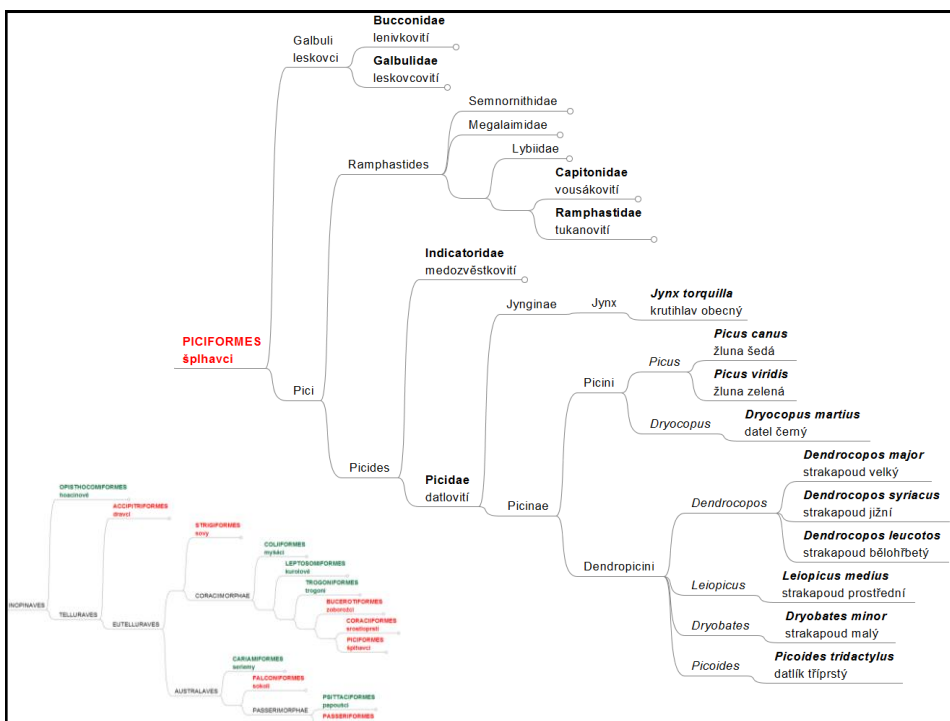 Galbuli
leskovci
Bucconidae
lenivkovití
Galbulidae
leskovcovití
Ramphastides
Semnornithidae
Megalaimidae
Lybiidae
Capitonidae
vousákovití
Ramphastidae
tukanovití
Indicatoridae
medozvěstkovití
PICIFORMES
šplhavci
Pici
Picides
Picidae
datlovití
Jynginae
Jynx
Jynx torquilla
krutihlav obecný
Picinae
Picini
Picus
Picus canus
žluna šedá
Picus viridis
žluna zelená
Dryocopus
Dryocopus martius
datel černý
Dendropicini
Dendrocopos
Dendrocopos major
strakapoud velký
Dendrocopos syriacus
strakapoud jižní
Dendrocopos leucotos
strakapoud bělohřbetý
Leiopicus
Leiopicus medius
strakapoud prostřední
Dryobates
Dryobates minor
strakapoud malý
Picoides
Picoides tridactylus
datlík tříprstý
INOPINAVES
OPISTHOCOMIFORMES
hoacinové
TELLURAVES
ACCIPITRIFORMES
dravci
EUTELLURAVES
STRIGIFORMES
sovy
CORACIMORPHAE
COLIIFORMES
myšáci
LEPTOSOMIFORMES
kurolové
TROGONIFORMES
trogoni
BUCEROTIFORMES
zoborožci
CORACIIFORMES
srostloprstí
PICIFORMES
šplhavci
AUSTRALAVES
CARIAMIFORMES
seriemy
FALCONIFORMES
sokoli
PASSERIMORPHAE
PSITTACIFORMES
papoušci
PASSERIFORMES